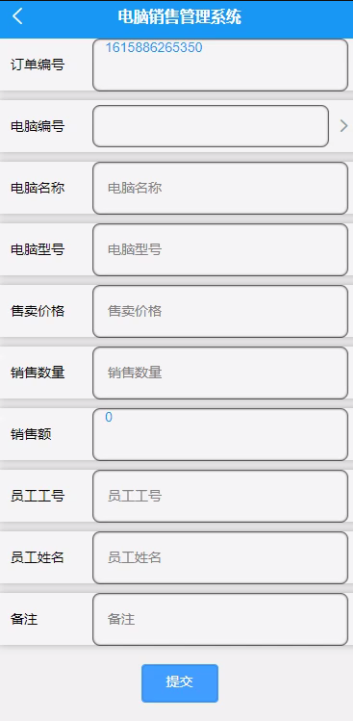 电脑销售管理系统
订单编号 1615886265350
电脑编号
电脑名称 电脑名称
电脑型号 电脑型号
售卖价格 售卖价格
销售数量 销售数量
销售额 0
员工工号 员工工号
员工姓名 员工姓名
备注 备注
提交